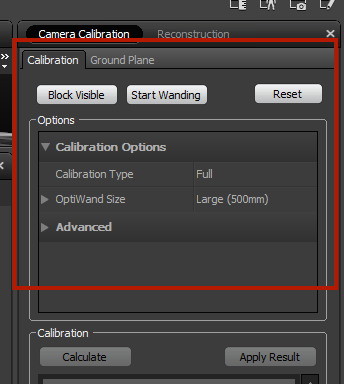 Camera Calibration Reconstruction
Calibration Ground Plane
Block Visible Start Wanding Reset
Options
Calibration Options
Calibration Type Full
OptiWand Size Large (500mm)
Advanced
Calibration
Calculate Apply Result